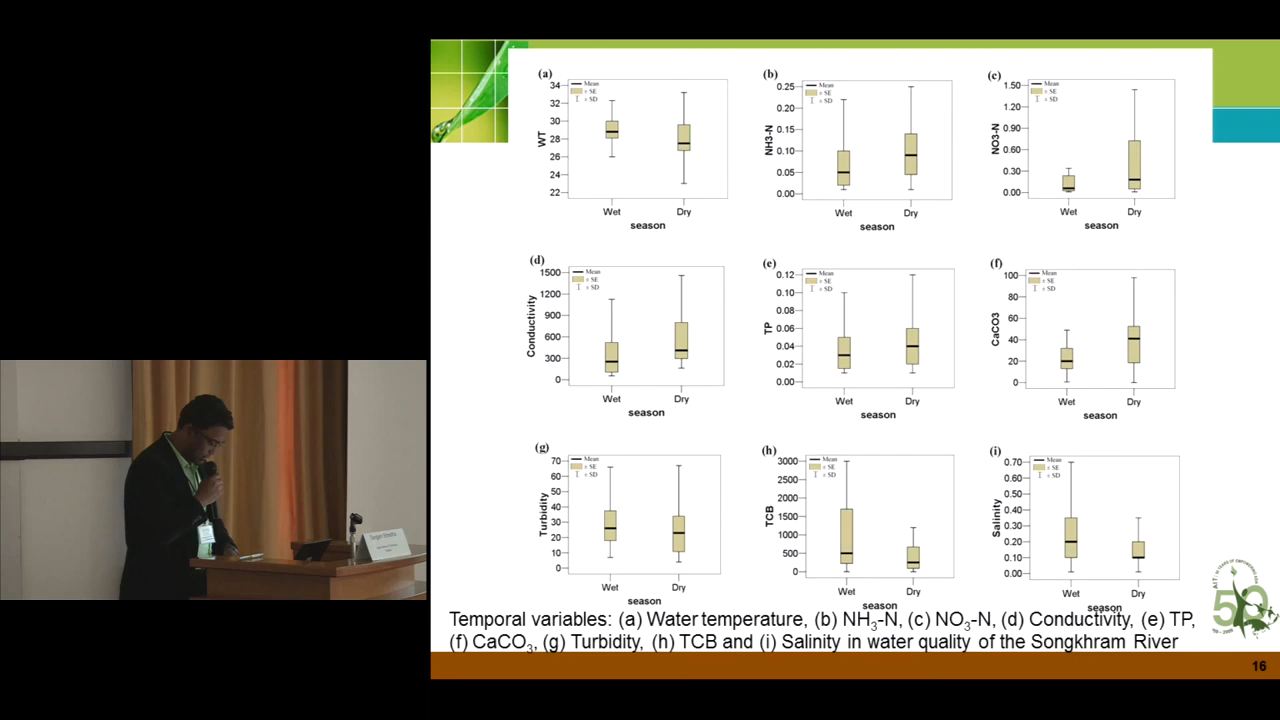 (a)
Mean
± SE
± SD
34
32
30
28
26
24
22
WT
Wet
Dry
season
(b)
Mean
± SE
± SD
0.25
0.20
0.15
0.10
0.05
0.00
NH3-N
Wet
Dry
season
(c)
Mean
± SE
± SD
1.50
1.20
0.90
0.60
0.30
0.00
NO3-N
Wet
Dry
season
(d)
Mean
± SE
± SD
1500
1200
900
600
300
0
Conductivity
Wet
Dry
season
(e)
Mean
± SE
± SD
0.12
0.10
0.08
0.06
0.04
0.02
0.00
TP
Wet
Dry
season
(f)
Mean
± SE
± SD
100
80
60
40
20
0
CaCO3
Wet
Dry
season
(g)
Mean
± SE
± SD
70
60
50
40
30
20
10
0
Turbidity
Wet
Dry
season
(h)
Mean
± SE
± SD
3000
2500
2000
1500
1000
500
0
TCB
Wet
Dry
season
(i)
Mean
± SE
± SD
0.70
0.60
0.50
0.40
0.30
0.20
0.10
0.00
Salinity
Wet
Dry
season
Temporal variables: (a) Water temperature, (b) NH3-N, (c) NO3-N, (d) Conductivity, (e) TP,
(f) CaCO3, (g) Turbidity, (h) TCB and (i) Salinity in water quality of the Songkhram River
50
16